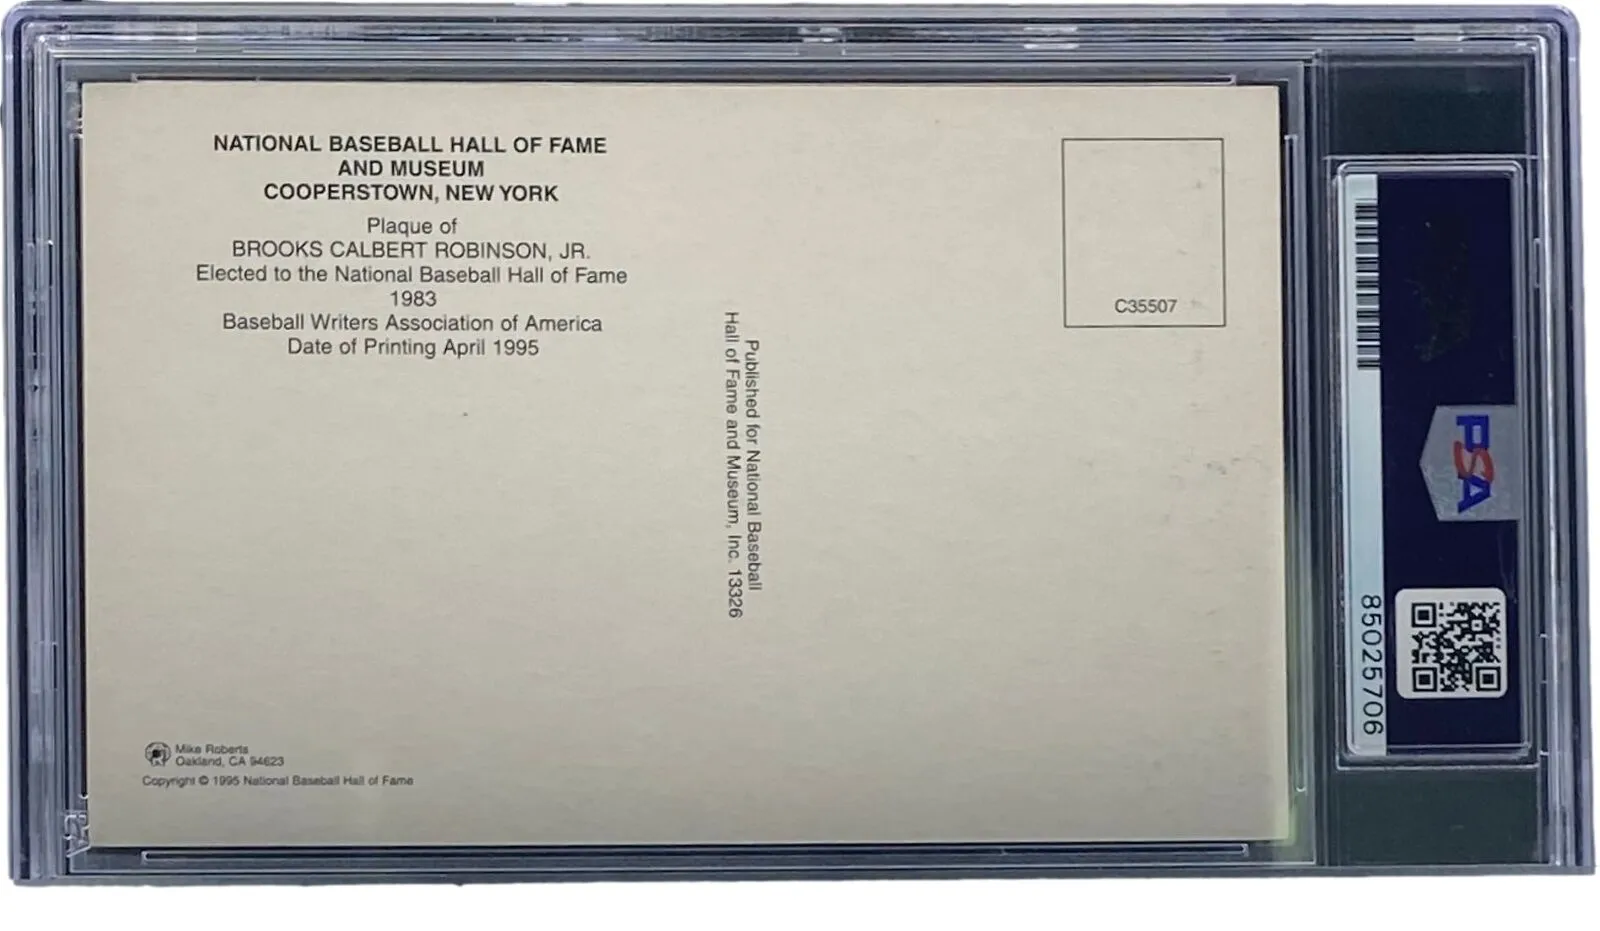 NATIONAL BASEBALL HALL OF FAME
AND MUSEUM
COOPERSTOWN, NEW YORK
Plaque of
BROOKS CALBERT ROBINSON, JR.
Elected to the National Baseball Hall of Fame
1983
Baseball Writers Association of America
Date of Printing April 1995
C35507
Published for National Baseball
Hall of Fame and Museum, Inc. 13326
Mike Roberts
Oakland, CA 94623
Copyright © 1995 National Baseball Hall of Fame
PSA
85025706